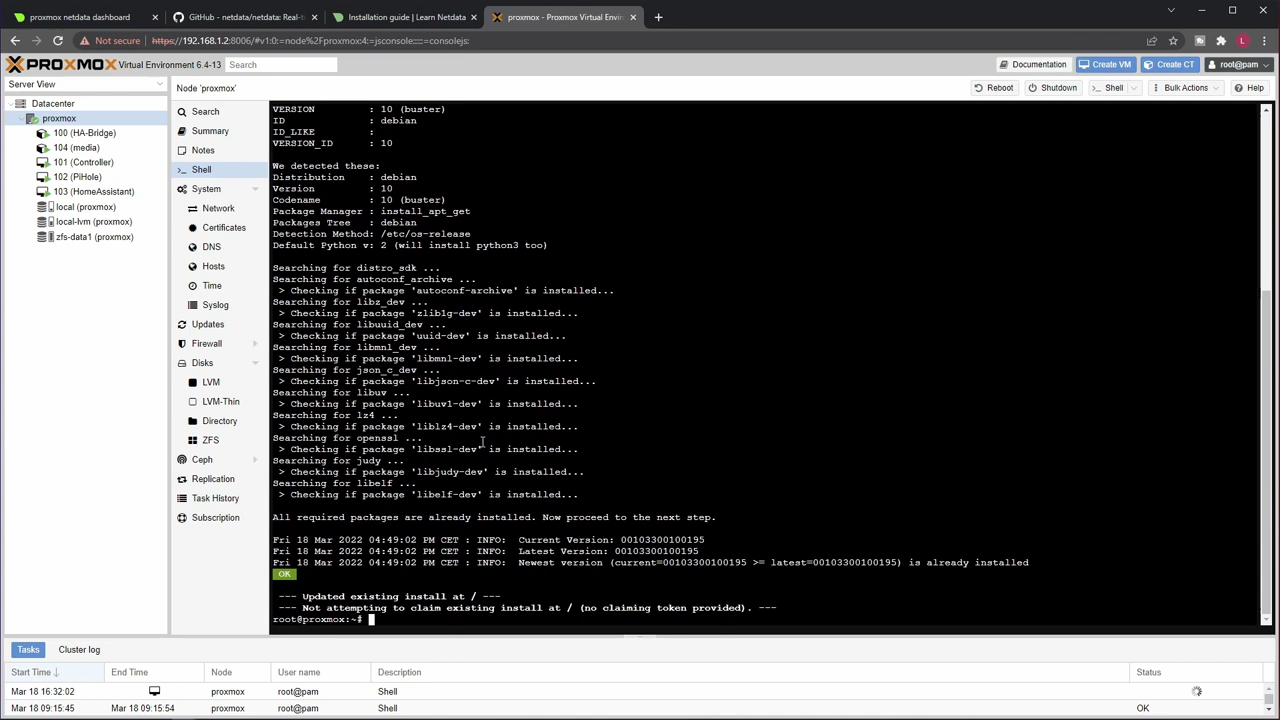 proxmox netdata dashboard
GitHub - netdata/netdata: Real-ti
Installation guide | Learn Netdata
proxmox - Proxmox Virtual Enviro
Not secure
https://192.168.1.2:8006/#v1:0:=node%2Fproxmox:4:=jsconsole:::::=consolejs:
L
PROXMOX Virtual Environment 6.4-13
Search
Documentation
Create VM
Create CT
root@pam
Server View
Node 'proxmox'
Reboot
Shutdown
Shell
Bulk Actions
Help
Datacenter
proxmox
100 (HA-Bridge)
104 (media)
101 (Controller)
102 (PiHole)
103 (HomeAssistant)
local (proxmox)
local-lvm (proxmox)
zfs-data1 (proxmox)
Search
Summary
Notes
Shell
System
Network
Certificates
DNS
Hosts
Time
Syslog
Updates
Firewall
Disks
LVM
LVM-Thin
Directory
ZFS
Ceph
Replication
Task History
Subscription
VERSION : 10 (buster)
ID : debian
ID_LIKE :
VERSION_ID : 10
We detected these:
Distribution : debian
Version : 10
Codename : 10 (buster)
Package Manager : install_apt_get
Packages Tree : debian
Detection Method: /etc/os-release
Default Python v: 2 (will install python3 too)
Searching for distro_sdk ...
Searching for autoconf_archive ...
> Checking if package 'autoconf-archive' is installed...
Searching for libz_dev ...
> Checking if package 'zlib1g-dev' is installed...
Searching for libuuid_dev ...
> Checking if package 'uuid-dev' is installed...
Searching for libmnl_dev ...
> Checking if package 'libmnl-dev' is installed...
Searching for json_c_dev ...
> Checking if package 'libjson-c-dev' is installed...
Searching for libuv ...
> Checking if package 'libuv1-dev' is installed...
Searching for lz4 ...
> Checking if package 'liblz4-dev' is installed...
Searching for openssl ...
> Checking if package 'libssl-dev' is installed...
Searching for judy ...
> Checking if package 'libjudy-dev' is installed...
Searching for libelf ...
> Checking if package 'libelf-dev' is installed...
All required packages are already installed. Now proceed to the next step.
Fri 18 Mar 2022 04:49:02 PM CET : INFO: Current Version: 00103300100195
Fri 18 Mar 2022 04:49:02 PM CET : INFO: Latest Version: 00103300100195
Fri 18 Mar 2022 04:49:02 PM CET : INFO: Newest version (current=00103300100195 >= latest=00103300100195) is already installed
OK
--- Updated existing install at / ---
--- Not attempting to claim existing install at / (no claiming token provided). ---
root@proxmox:~#
Tasks
Cluster log
Start Time
End Time
Node
User name
Description
Status
Mar 18 16:32:02
proxmox
root@pam
Shell
Mar 18 09:15:45
Mar 18 09:15:54
proxmox
root@pam
Shell
OK